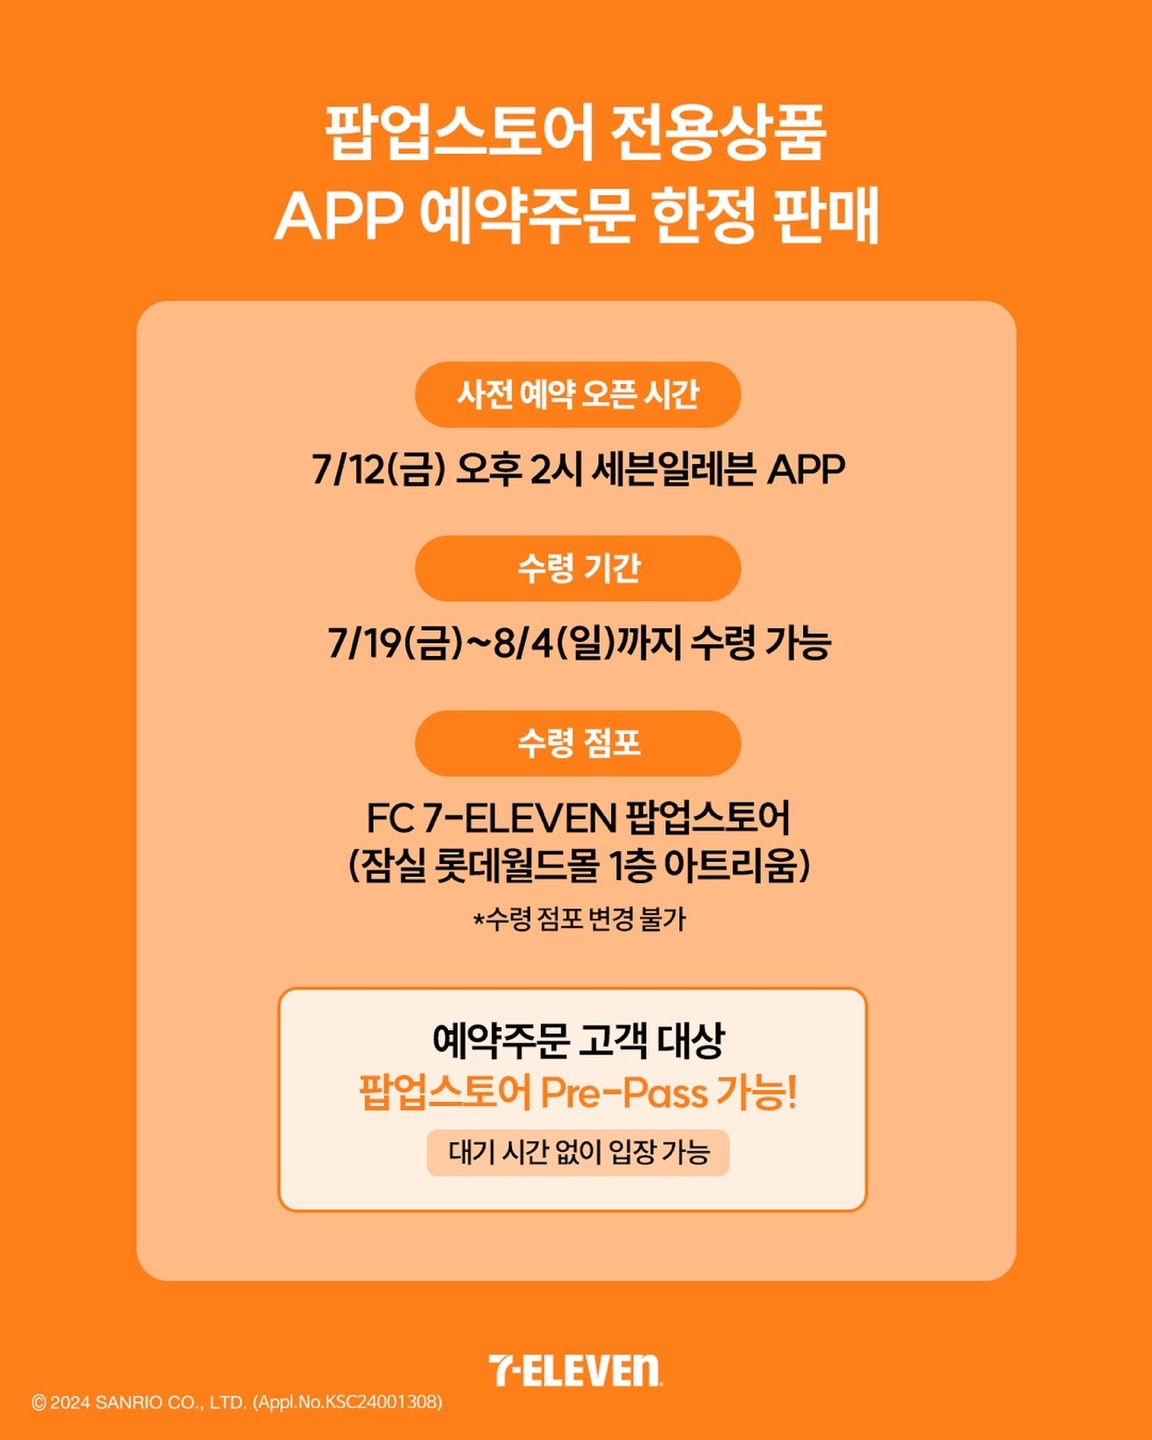 팝업스토어 전용상품
APP 예약주문 한정 판매
사전 예약 오픈 시간
7/12(금) 오후 2시 세븐일레븐 APP
수령 기간
7/19(금)~8/4(일)까지 수령 가능
수령 점포
FC 7-ELEVEN 팝업스토어
(잠실 롯데월드몰 1층 아트리움)
*수령 점포 변경 불가
예약주문 고객 대상
팝업스토어 Pre-Pass 가능!
대기 시간 없이 입장 가능
7-ELEVEn
© 2024 SANRIO CO., LTD. (Appl.No.KSC24001308)